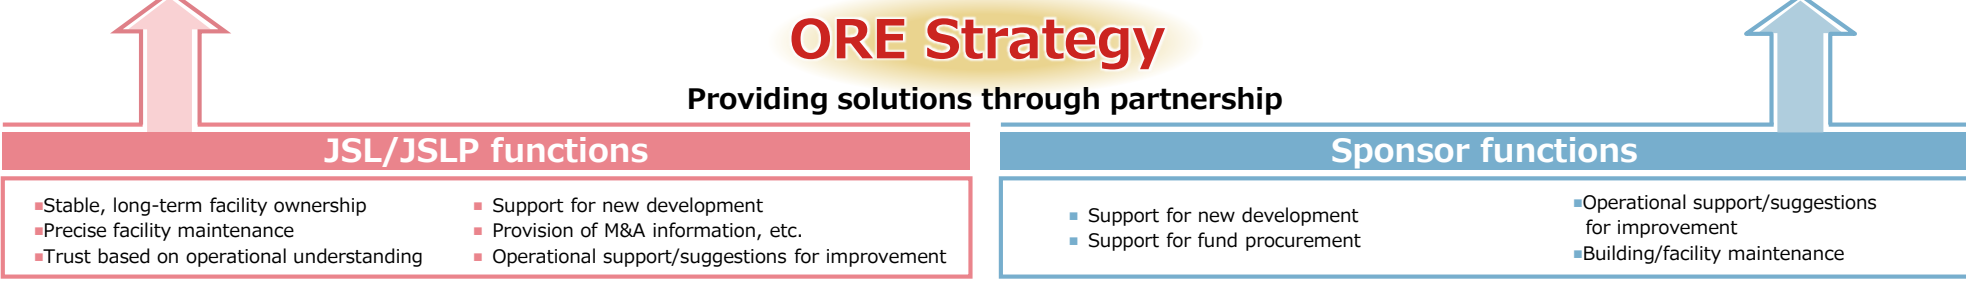 ORE Strategy
Providing solutions through partnership
JSL/JSLP functions
▪Stable, long-term facility ownership
▪Precise facility maintenance
▪Trust based on operational understanding
▪ Support for new development
▪ Provision of M&A information, etc.
▪ Operational support/suggestions for improvement
Sponsor functions
▪ Support for new development
▪ Support for fund procurement
▪Operational support/suggestions
for improvement
▪Building/facility maintenance